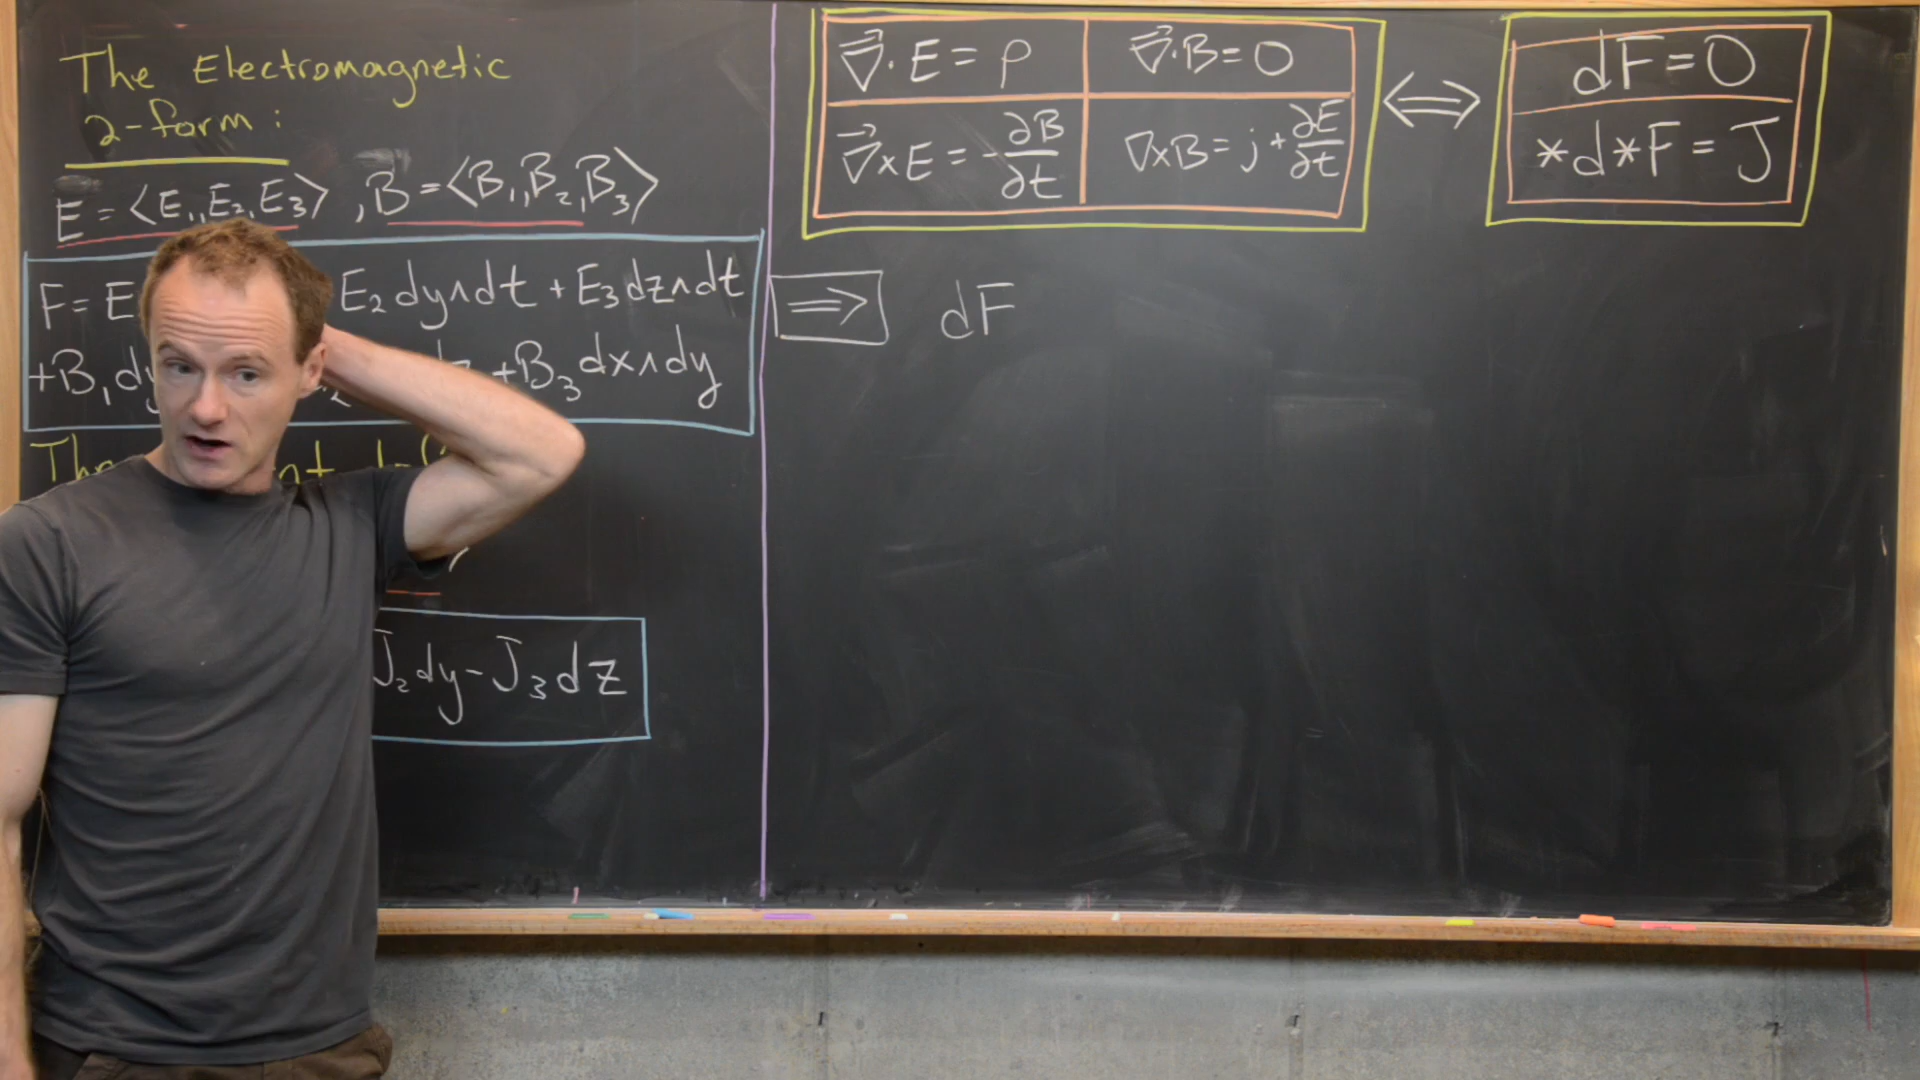 The Electromagnetic
2-form:
E = ⟨E₁, E₂, E₃⟩ , B = ⟨B₁, B₂, B₃⟩
F = E₂ dy∧dt + E₃ dz∧dt
+B₁ +B₃ dx∧dy
J₂ dy - J₃ dz
∇⃗·E = ρ
∇⃗·B = 0
∇⃗×E = -∂B/∂t
∇×B = j + ∂E/∂t
⇔
dF = 0
*d*F = J
⇒ dF